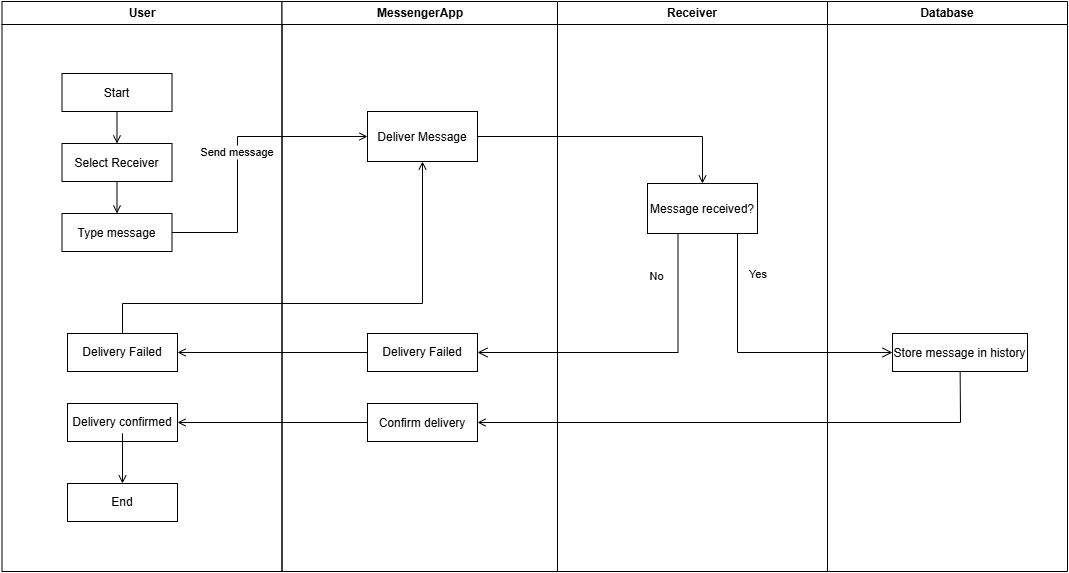 User
MessengerApp
Receiver
Database
Start
Select Receiver
Type message
Send message
Deliver Message
Message received?
No
Yes
Delivery Failed
Delivery Failed
Store message in history
Delivery confirmed
Confirm delivery
End